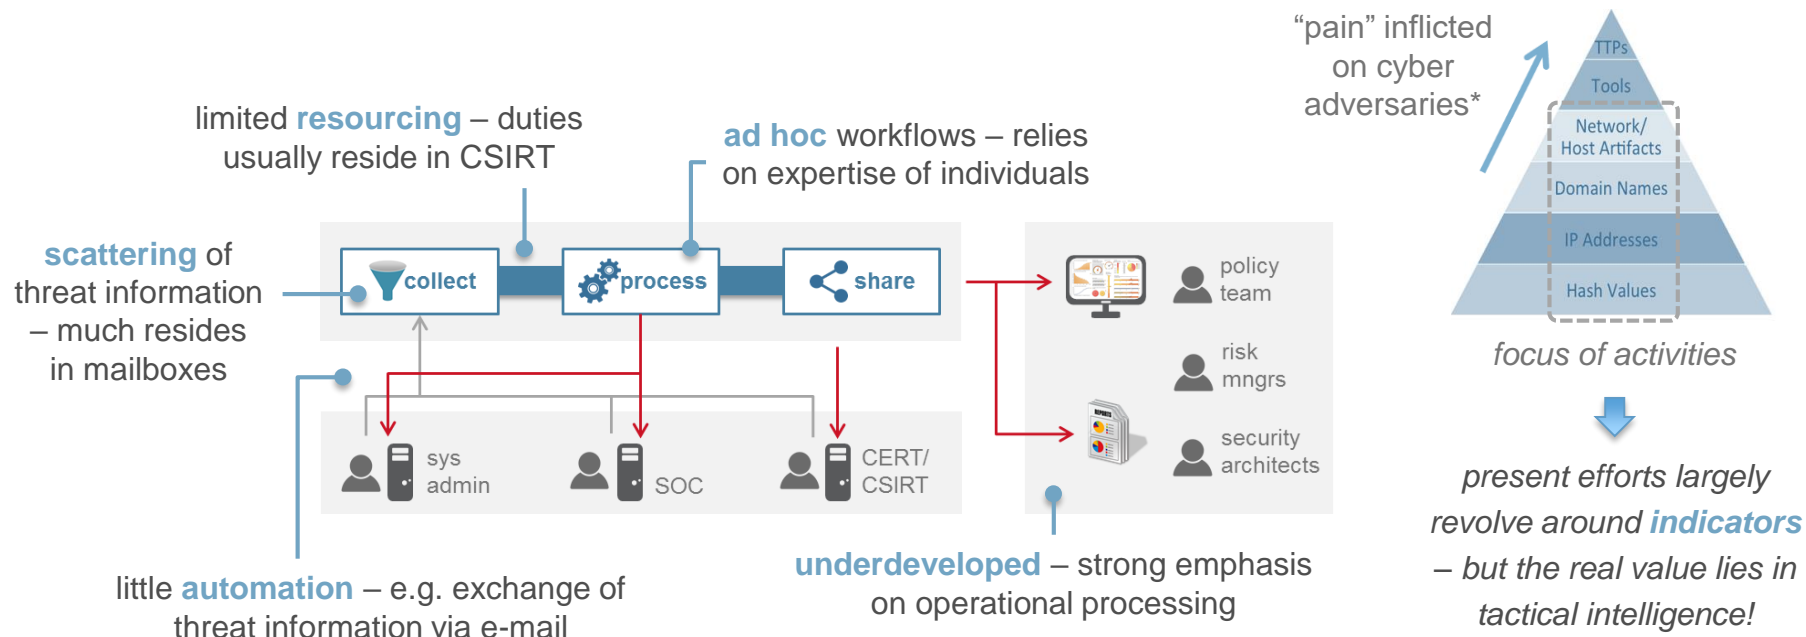 limited resourcing – duties
usually reside in CSIRT
ad hoc workflows – relies
on expertise of individuals
scattering of
threat information
– much resides
in mailboxes
collect
process
share
sys
admin
SOC
CERT/
CSIRT
policy
team
risk
mngrs
REPORTS
security
architects
little automation – e.g. exchange of
threat information via e-mail
underdeveloped – strong emphasis
on operational processing
“pain” inflicted
on cyber
adversaries*
TTPs
Tools
Network/
Host Artifacts
Domain Names
IP Addresses
Hash Values
focus of activities
present efforts largely
revolve around indicators
– but the real value lies in
tactical intelligence!